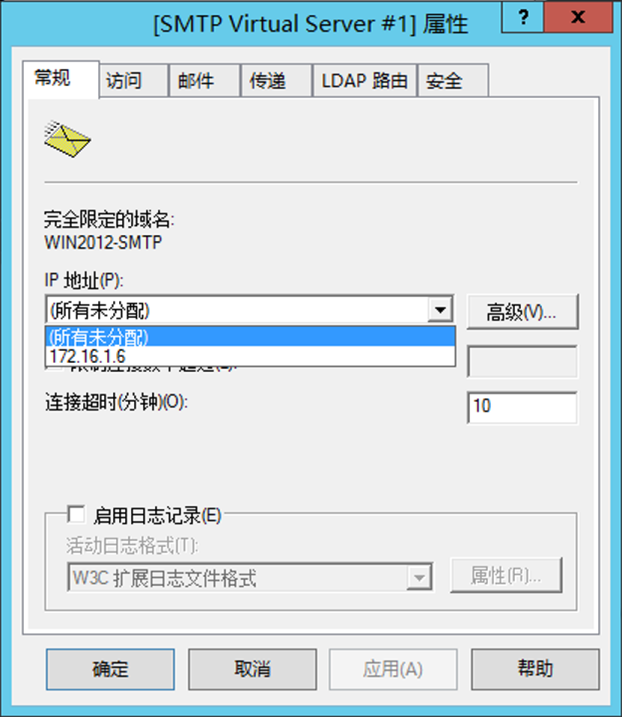 [SMTP Virtual Server #1] 属性
?
x
常规
访问
邮件
传递
LDAP 路由
安全
完全限定的域名:
WIN2012-SMTP
IP 地址(P):
(所有未分配)
高级(V)...
(所有未分配)
172.16.1.6
连接超时(分钟)(O):
10
启用日志记录(E)
活动日志格式(T):
W3C 扩展日志文件格式
属性(R)...
确定
取消
应用(A)
帮助